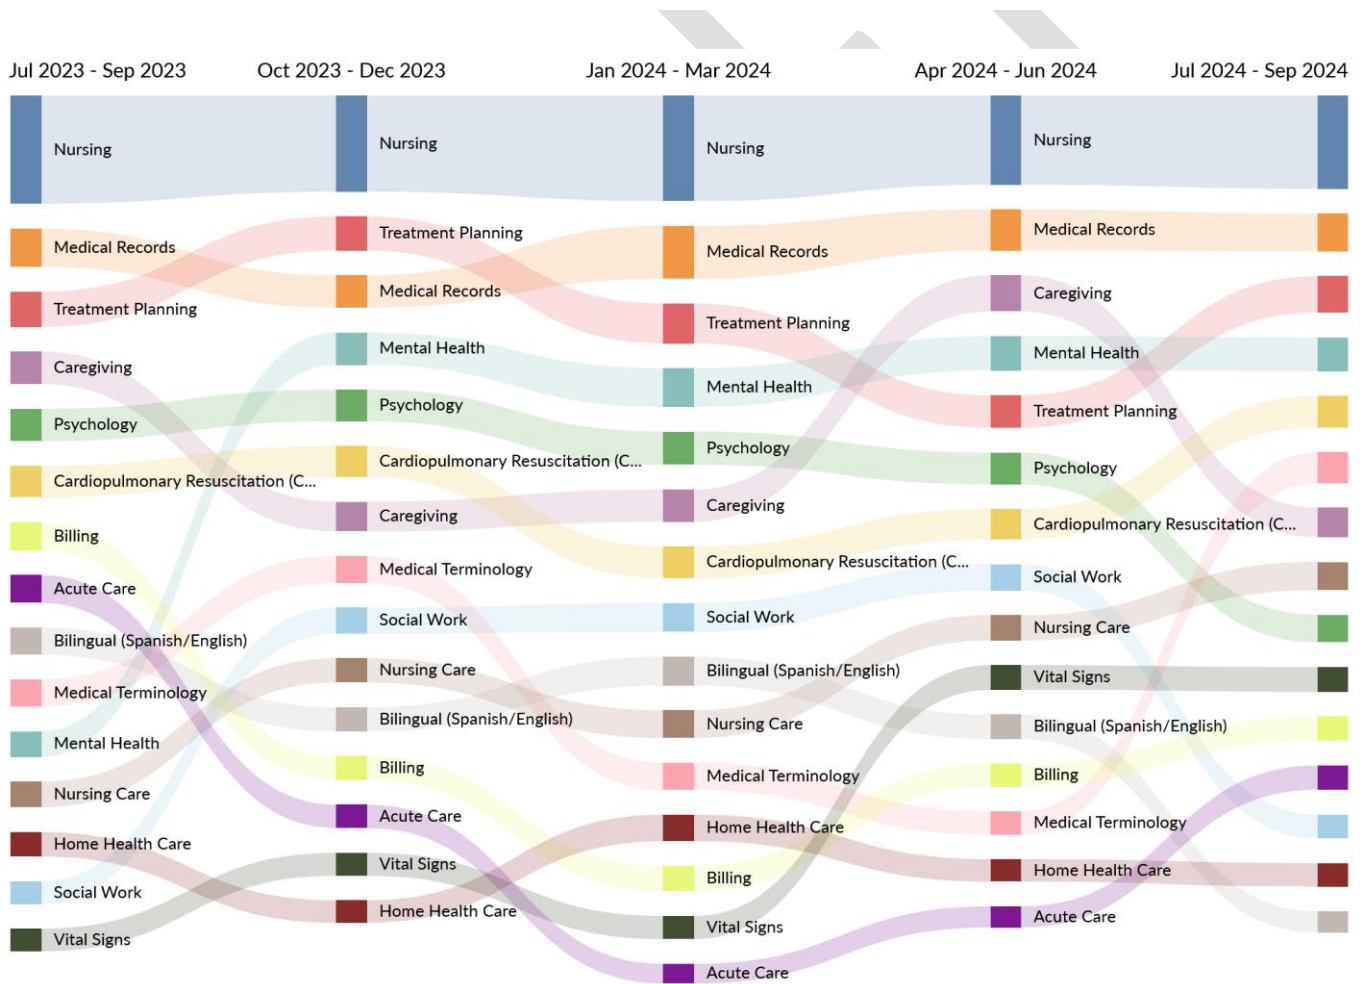 Jul 2023 - Sep 2023
Oct 2023 - Dec 2023
Jan 2024 - Mar 2024
Apr 2024 - Jun 2024
Jul 2024 - Sep 2024
Nursing
Medical Records
Treatment Planning
Caregiving
Psychology
Cardiopulmonary Resuscitation (C...
Billing
Acute Care
Bilingual (Spanish/English)
Medical Terminology
Mental Health
Nursing Care
Home Health Care
Social Work
Vital Signs
Nursing
Treatment Planning
Medical Records
Mental Health
Psychology
Cardiopulmonary Resuscitation (C...
Caregiving
Medical Terminology
Social Work
Nursing Care
Bilingual (Spanish/English)
Billing
Acute Care
Vital Signs
Home Health Care
Nursing
Medical Records
Treatment Planning
Mental Health
Psychology
Caregiving
Cardiopulmonary Resuscitation (C...
Social Work
Bilingual (Spanish/English)
Nursing Care
Medical Terminology
Home Health Care
Billing
Vital Signs
Acute Care
Nursing
Medical Records
Caregiving
Mental Health
Treatment Planning
Psychology
Cardiopulmonary Resuscitation (C...
Social Work
Nursing Care
Vital Signs
Bilingual (Spanish/English)
Billing
Medical Terminology
Home Health Care
Acute Care